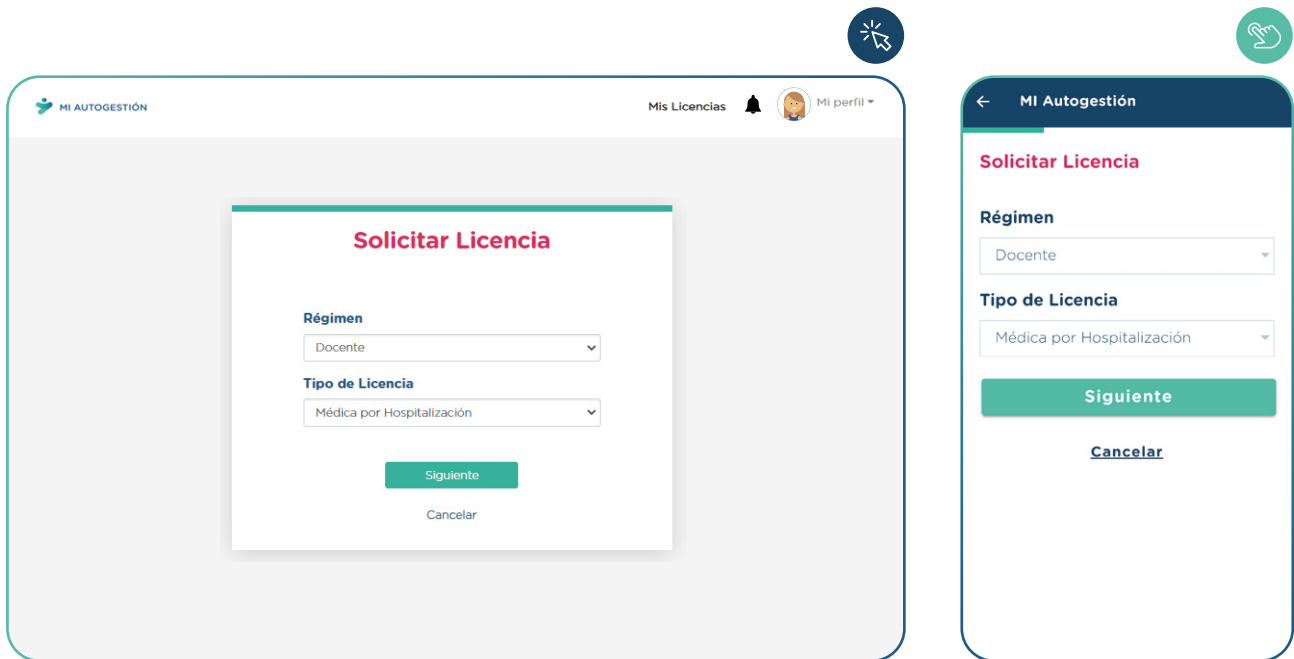 MI AUTOGESTIÓN
Mis Licencias
Mi perfil
Solicitar Licencia
Régimen
Docente
Tipo de Licencia
Médica por Hospitalización
Siguiente
Cancelar
MI Autogestión
Solicitar Licencia
Régimen
Docente
Tipo de Licencia
Médica por Hospitalización
Siguiente
Cancelar